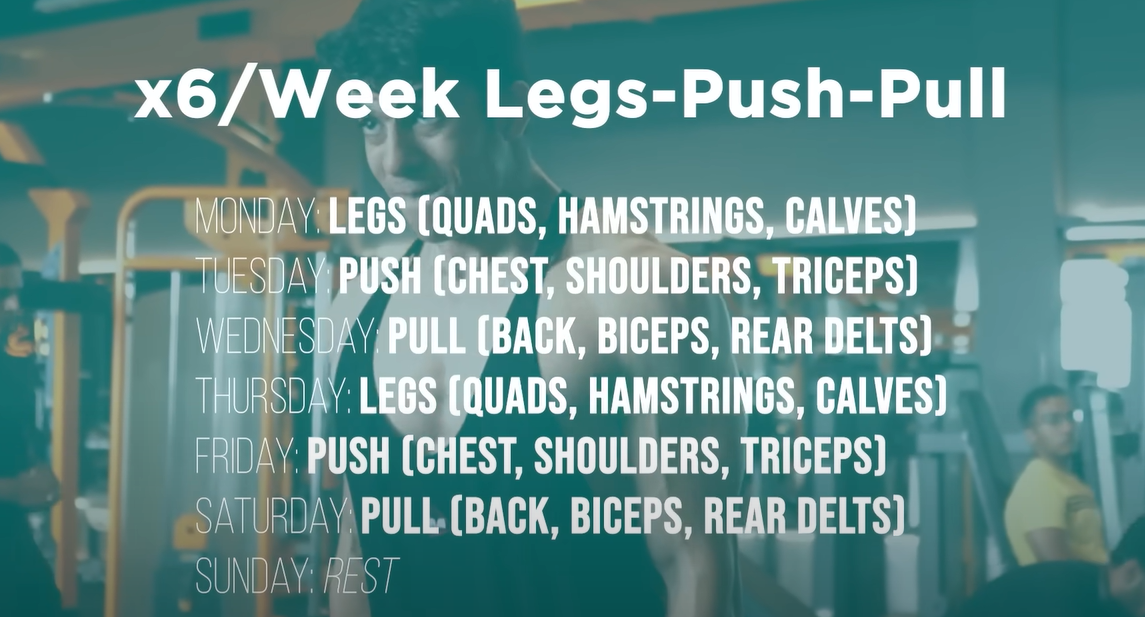 x6/Week Legs-Push-Pull
MONDAY: LEGS (QUADS, HAMSTRINGS, CALVES)
TUESDAY: PUSH (CHEST, SHOULDERS, TRICEPS)
WEDNESDAY: PULL (BACK, BICEPS, REAR DELTS)
THURSDAY: LEGS (QUADS, HAMSTRINGS, CALVES)
FRIDAY: PUSH (CHEST, SHOULDERS, TRICEPS)
SATURDAY: PULL (BACK, BICEPS, REAR DELTS)
SUNDAY: REST